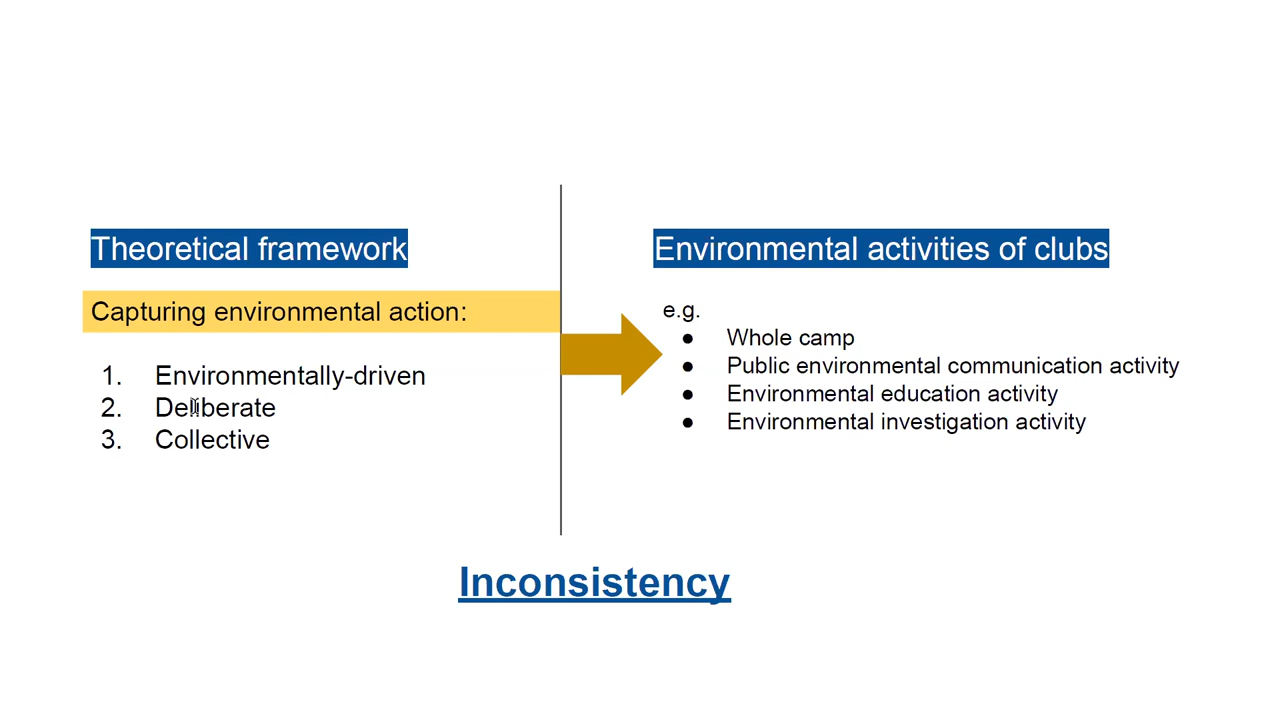 Theoretical framework
Capturing environmental action:
1. Environmentally-driven
2. Deliberate
3. Collective
Environmental activities of clubs
e.g.
● Whole camp
● Public environmental communication activity
● Environmental education activity
● Environmental investigation activity
Inconsistency